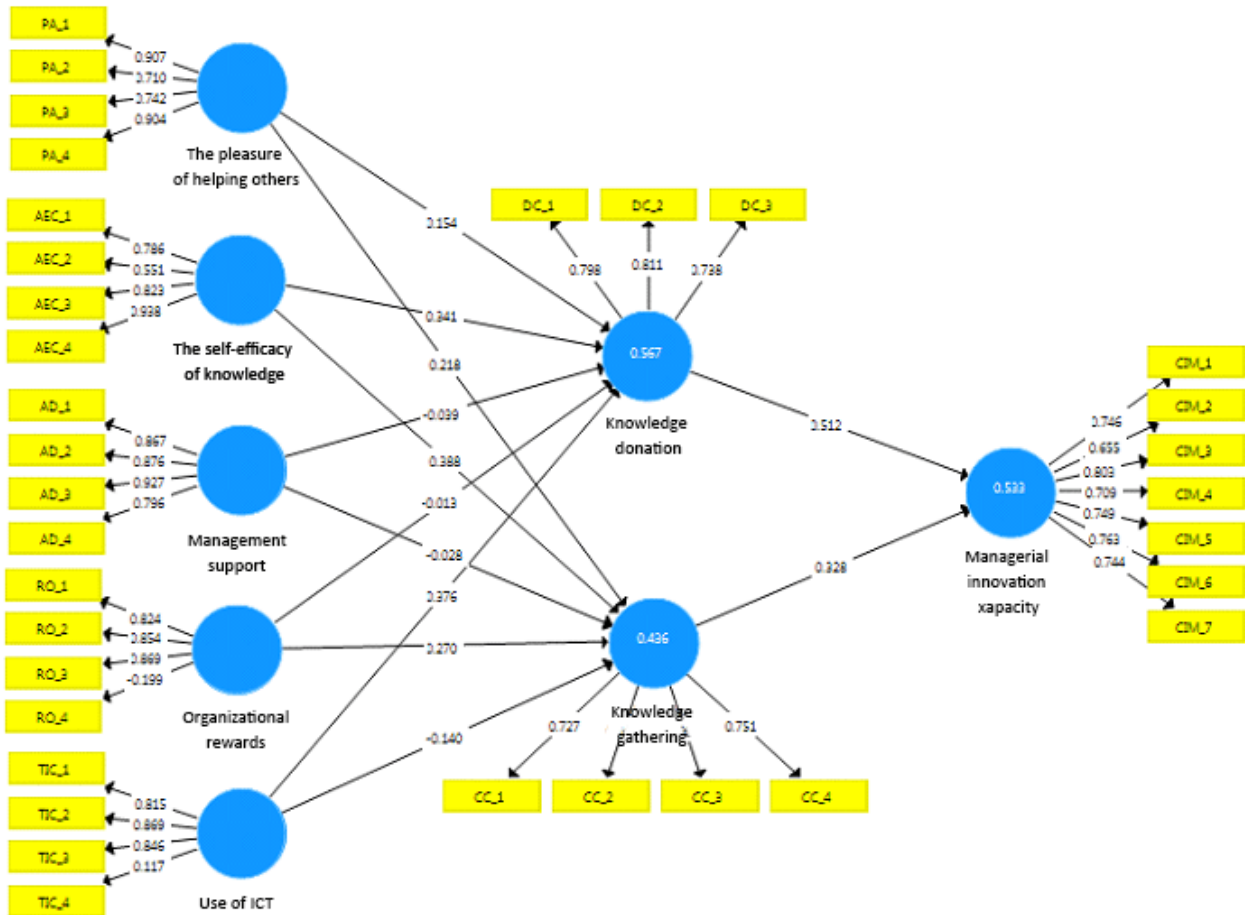 PA_1
PA_2
PA_3
PA_4
0.907
0.710
0.742
0.904
The pleasure
of helping others
AEC_1
AEC_2
AEC_3
AEC_4
0.786
0.551
0.823
0.938
The self-efficacy
of knowledge
AD_1
AD_2
AD_3
AD_4
0.867
0.876
0.927
0.796
Management
support
RO_1
RO_2
RO_3
RO_4
0.824
0.854
0.869
-0.199
Organizational
rewards
TIC_1
TIC_2
TIC_3
TIC_4
0.815
0.869
0.846
0.117
Use of ICT
0.154
0.341
0.218
-0.039
0.388
-0.013
-0.028
0.376
0.270
-0.140
DC_1
DC_2
DC_3
0.798
0.811
0.738
0.567
Knowledge
donation
0.436
Knowledge
gathering
0.727
0.751
CC_1
CC_2
CC_3
CC_4
0.512
0.328
0.533
Managerial
innovation
xapacity
0.746
0.655
0.803
0.709
0.749
0.763
0.744
CIM_1
CIM_2
CIM_3
CIM_4
CIM_5
CIM_6
CIM_7